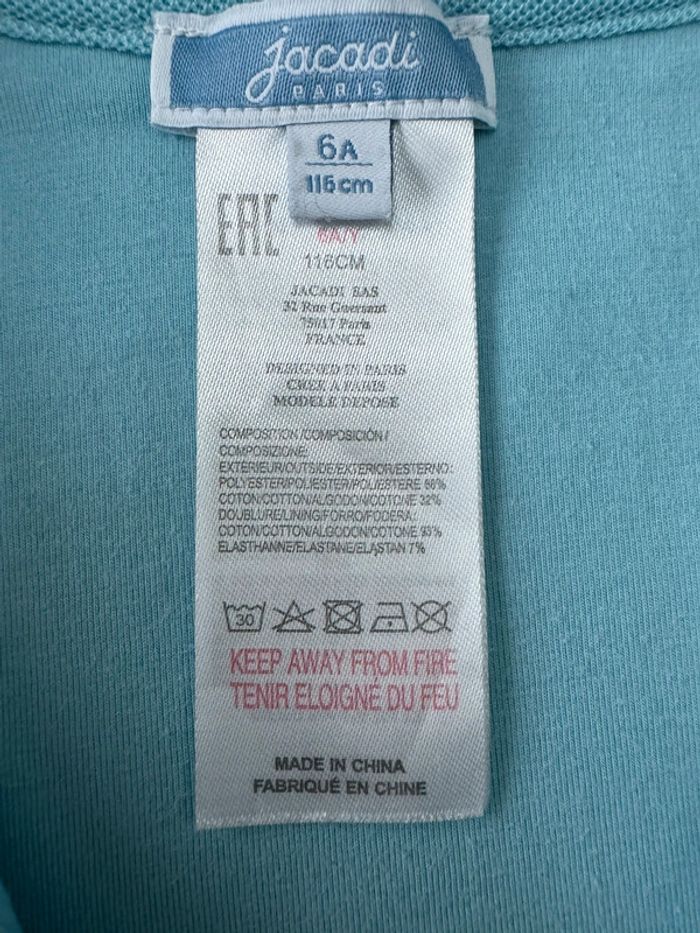 jacadi
PARIS
6A
116cm
EAC
6A/Y
116CM
JACADI SAS
32 Rue Guersant
75017 Paris
FRANCE
DESIGNED IN PARIS
CREE A PARIS
MODELE DEPOSE
COMPOSITION/COMPOSICIÓN/
COMPOSIZIONE:
EXTERIEUR/OUTSIDE/EXTERIOR/ESTERNO:
POLYESTER/POLIESTER/POLIESTERE 68%
COTON/COTTON/ALGODON/COTONE 32%
DOUBLURE/LINING/FORRO/FODERA:
COTON/COTTON/ALGODON/COTONE 93%
ELASTHANNE/ELASTANE/ELASTAN 7%
30
KEEP AWAY FROM FIRE
TENIR ELOIGNÉ DU FEU
MADE IN CHINA
FABRIQUÉ EN CHINE